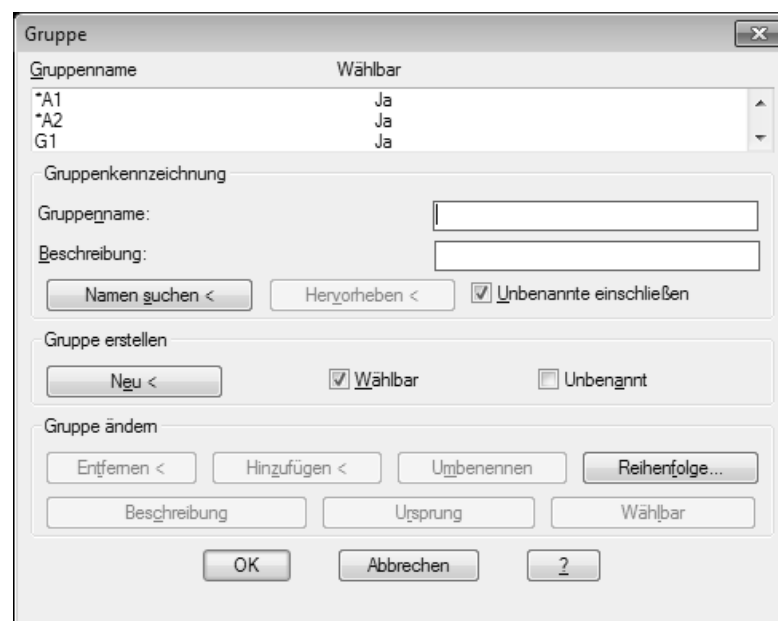 Gruppe
Gruppenname Wählbar
*A1 Ja
*A2 Ja
G1 Ja
Gruppenkennzeichnung
Gruppenname:
Beschreibung:
Namen suchen < Hervorheben < Unbenannte einschließen
Gruppe erstellen
Neu < Wählbar Unbenannt
Gruppe ändern
Entfernen < Hinzufügen < Umbenennen Reihenfolge...
Beschreibung Ursprung Wählbar
OK Abbrechen ?